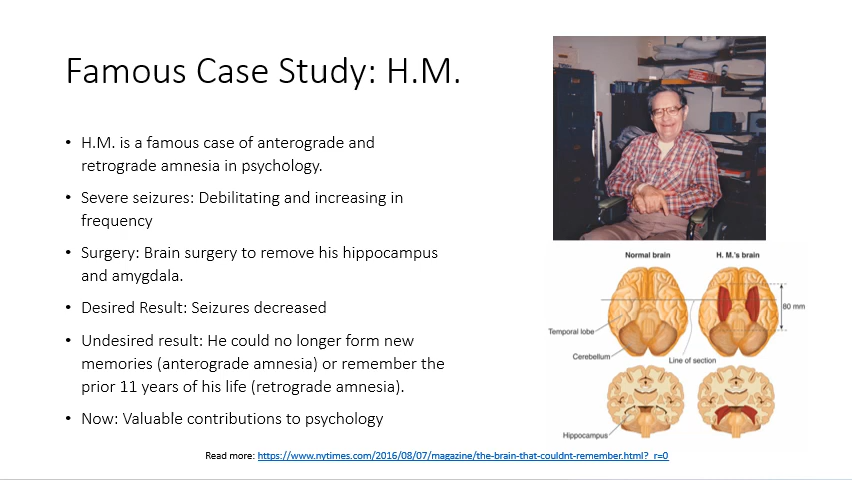 Famous Case Study: H.M.
• H.M. is a famous case of anterograde and
retrograde amnesia in psychology.
• Severe seizures: Debilitating and increasing in
frequency
• Surgery: Brain surgery to remove his hippocampus
and amygdala.
• Desired Result: Seizures decreased
• Undesired result: He could no longer form new
memories (anterograde amnesia) or remember the
prior 11 years of his life (retrograde amnesia).
• Now: Valuable contributions to psychology
Normal brain
H. M.'s brain
80 mm
Temporal lobe
Cerebellum
Line of section
Hippocampus
Read more: https://www.nytimes.com/2016/08/07/magazine/the-brain-that-couldnt-remember.html?_r=0